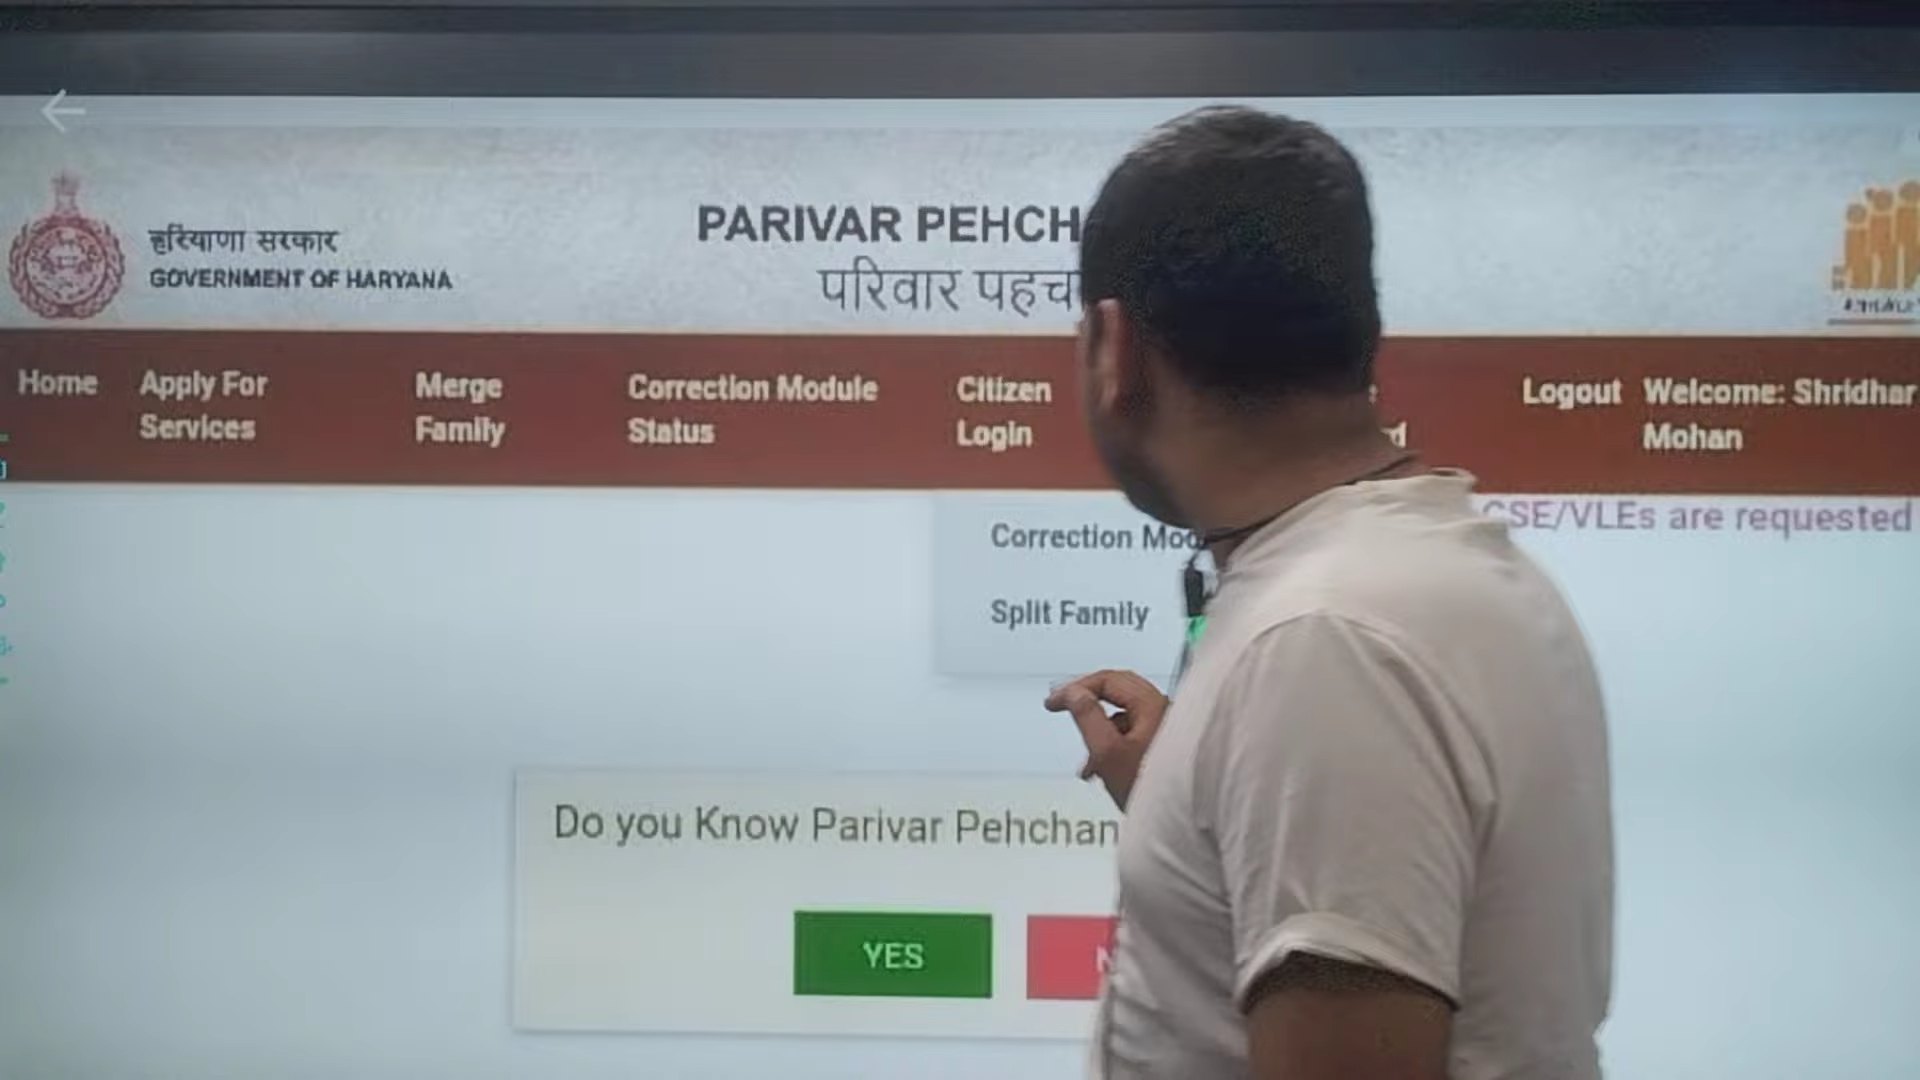 हरियाणा सरकार
GOVERNMENT OF HARYANA
PARIVAR PEHCH
परिवार पहच
Home
Apply For
Services
Merge
Family
Correction Module
Status
Citizen
Login
Logout
Welcome: Shridhar
Mohan
CSE/VLEs are requested
Correction Mod
Split Family
Do you Know Parivar Pehchan
YES
N